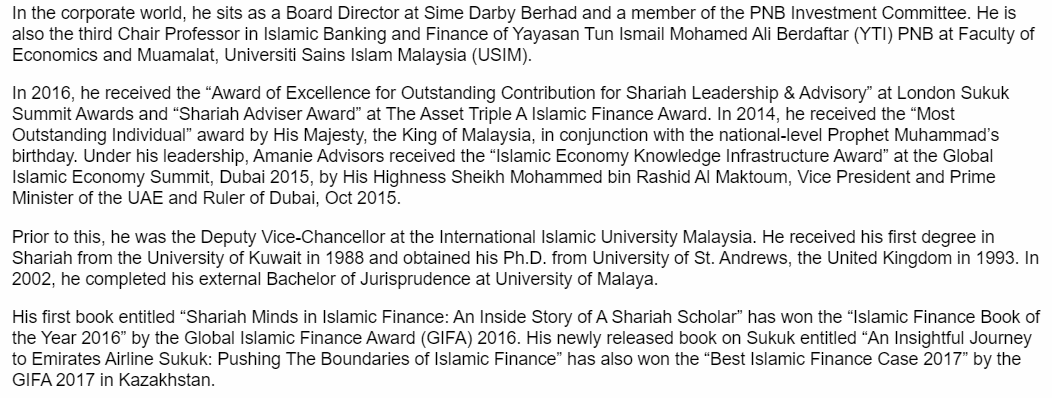 In the corporate world, he sits as a Board Director at Sime Darby Berhad and a member of the PNB Investment Committee. He is
also the third Chair Professor in Islamic Banking and Finance of Yayasan Tun Ismail Mohamed Ali Berdaftar (YTI) PNB at Faculty of
Economics and Muamalat, Universiti Sains Islam Malaysia (USIM).
In 2016, he received the “Award of Excellence for Outstanding Contribution for Shariah Leadership & Advisory” at London Sukuk
Summit Awards and “Shariah Adviser Award” at The Asset Triple A Islamic Finance Award. In 2014, he received the “Most
Outstanding Individual” award by His Majesty, the King of Malaysia, in conjunction with the national-level Prophet Muhammad’s
birthday. Under his leadership, Amanie Advisors received the “Islamic Economy Knowledge Infrastructure Award” at the Global
Islamic Economy Summit, Dubai 2015, by His Highness Sheikh Mohammed bin Rashid Al Maktoum, Vice President and Prime
Minister of the UAE and Ruler of Dubai, Oct 2015.
Prior to this, he was the Deputy Vice-Chancellor at the International Islamic University Malaysia. He received his first degree in
Shariah from the University of Kuwait in 1988 and obtained his Ph.D. from University of St. Andrews, the United Kingdom in 1993. In
2002, he completed his external Bachelor of Jurisprudence at University of Malaya.
His first book entitled “Shariah Minds in Islamic Finance: An Inside Story of A Shariah Scholar” has won the “Islamic Finance Book of
the Year 2016” by the Global Islamic Finance Award (GIFA) 2016. His newly released book on Sukuk entitled “An Insightful Journey
to Emirates Airline Sukuk: Pushing The Boundaries of Islamic Finance” has also won the “Best Islamic Finance Case 2017” by the
GIFA 2017 in Kazakhstan.